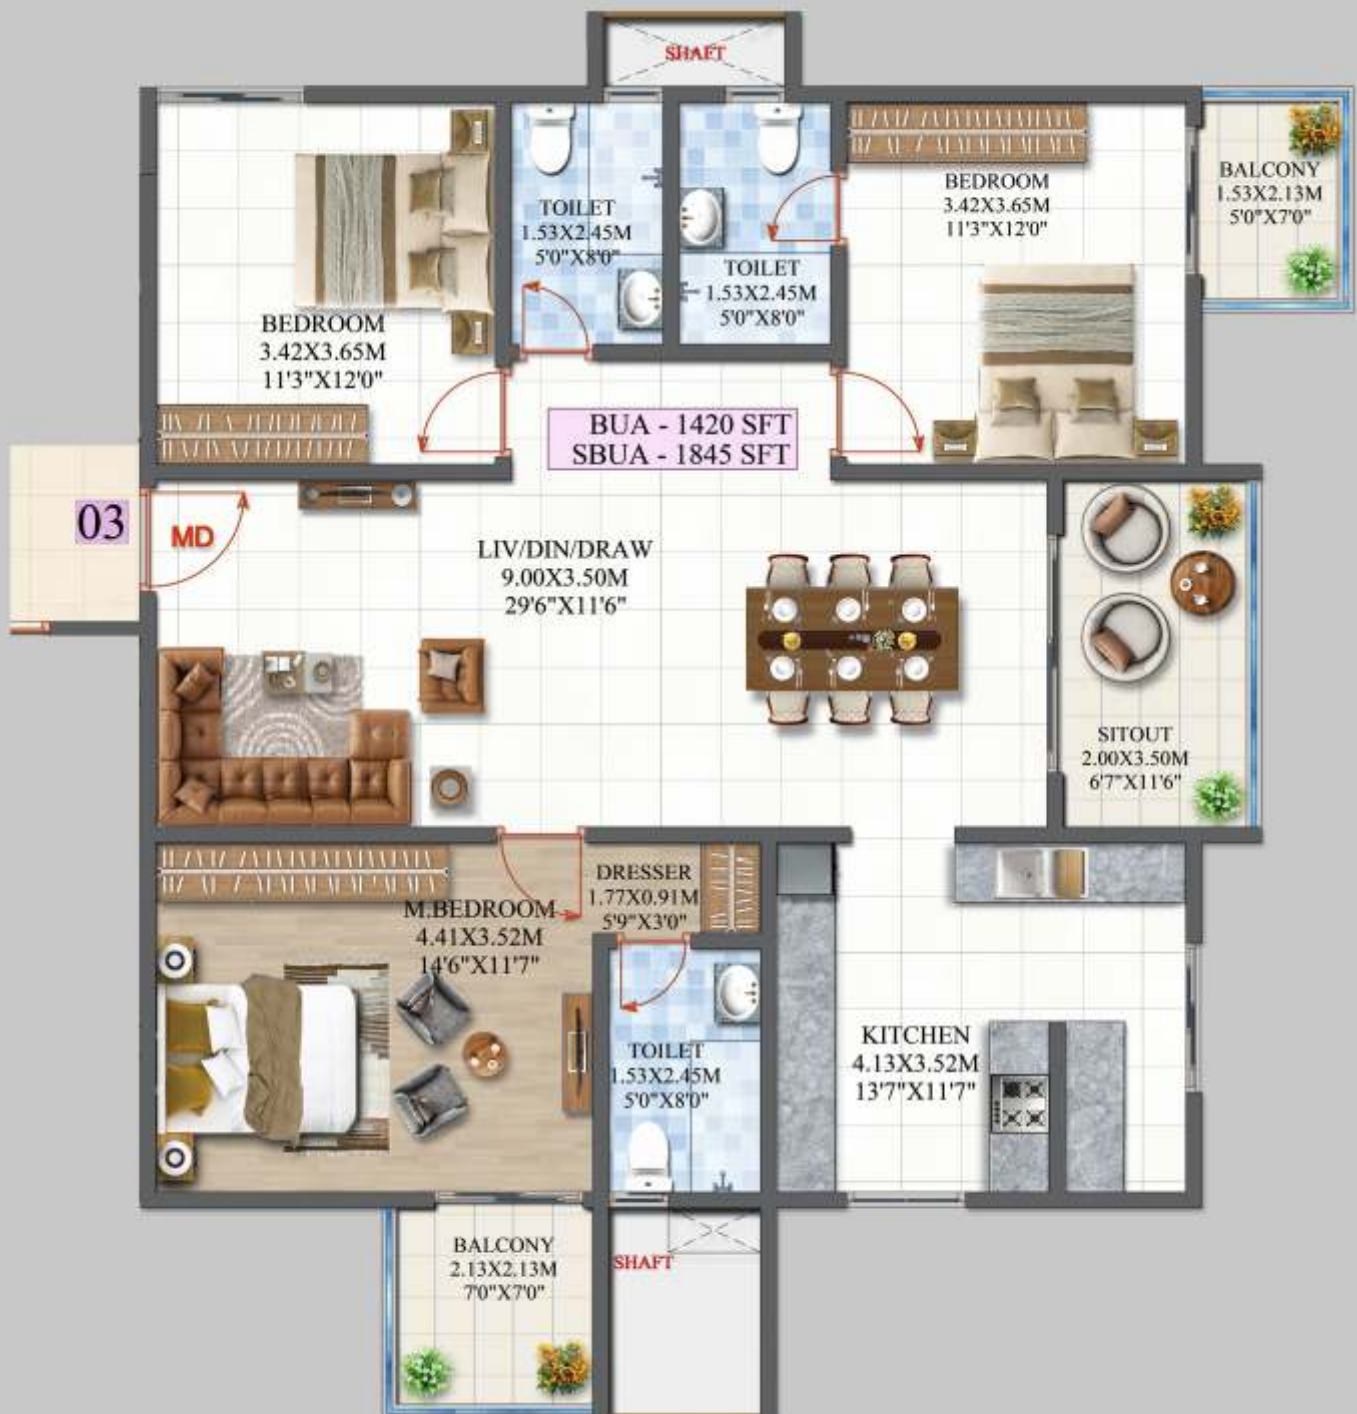 SHAFT
BEDROOM
3.42X3.65M
11'3"X12'0"
TOILET
1.53X2.45M
5'0"X8'0"
TOILET
1.53X2.45M
5'0"X8'0"
BEDROOM
3.42X3.65M
11'3"X12'0"
BALCONY
1.53X2.13M
5'0"X7'0"
BUA - 1420 SFT
SBUA - 1845 SFT
03
MD
LIV/DIN/DRAW
9.00X3.50M
29'6"X11'6"
SITOUT
2.00X3.50M
6'7"X11'6"
M.BEDROOM
4.41X3.52M
14'6"X11'7"
DRESSER
1.77X0.91M
5'9"X3'0"
TOILET
1.53X2.45M
5'0"X8'0"
KITCHEN
4.13X3.52M
13'7"X11'7"
BALCONY
2.13X2.13M
7'0"X7'0"
SHAFT